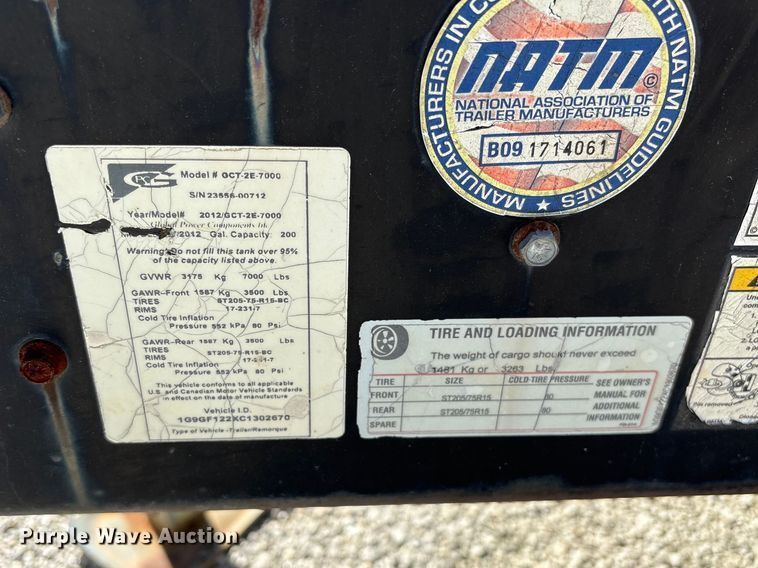 MANUFACTURERS IN CO
WITH NATM GUIDELINES
NATM
©
NATIONAL ASSOCIATION OF
TRAILER MANUFACTURERS
B09 1714061
G
Model # GCT-2E-7000
S/N 23556-00712
Year/Model# 2012/GCT-2E-7000
Global Power Components Inc
/2012 Gal. Capacity: 200
Warning: Do not fill this tank over 95%
of the capacity listed above.
GVWR 3175 Kg 7000 Lbs
GAWR-Front 1587 Kg 3500 Lbs
TIRES ST205-75-R15-BC
RIMS 17-231-7
Cold Tire Inflation
Pressure 552 kPa 80 Psi
GAWR-Rear 1587 Kg 3500 Lbs
TIRES ST205-75-R15-BC
RIMS
Cold Tire Inflation
Pressure 552 kPa 80 Psi
This vehicle conforms to all applicable
U.S. and Canadian Motor Vehicle Standards
in effect on the date of manufacture
Vehicle I.D.
1G9GF122XC1302670
Type of Vehicle -Trailer/Remorque
TIRE AND LOADING INFORMATION
The weight of cargo should never exceed
1481 Kg or 3263 Lbs.
TIRE SIZE COLD TIRE PRESSURE SEE OWNER'S
MANUAL FOR
ADDITIONAL
INFORMATION
FRONT ST205/75R15 80
REAR ST205/75R15 80
SPARE
Purple Wave Auction